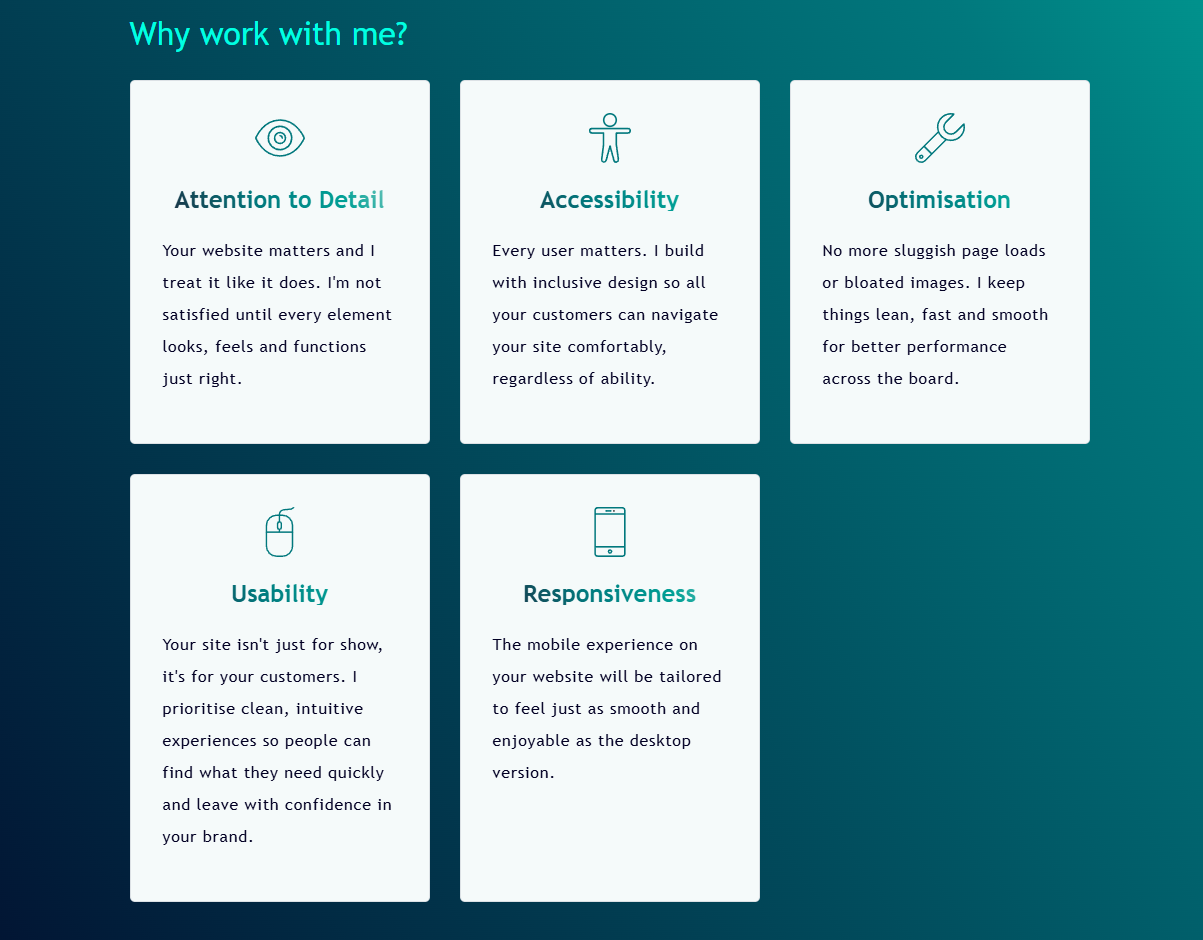 Why work with me?
Attention to Detail
Your website matters and I
treat it like it does. I'm not
satisfied until every element
looks, feels and functions
just right.
Accessibility
Every user matters. I build
with inclusive design so all
your customers can navigate
your site comfortably,
regardless of ability.
Optimisation
No more sluggish page loads
or bloated images. I keep
things lean, fast and smooth
for better performance
across the board.
Usability
Your site isn't just for show,
it's for your customers. I
prioritise clean, intuitive
experiences so people can
find what they need quickly
and leave with confidence in
your brand.
Responsiveness
The mobile experience on
your website will be tailored
to feel just as smooth and
enjoyable as the desktop
version.